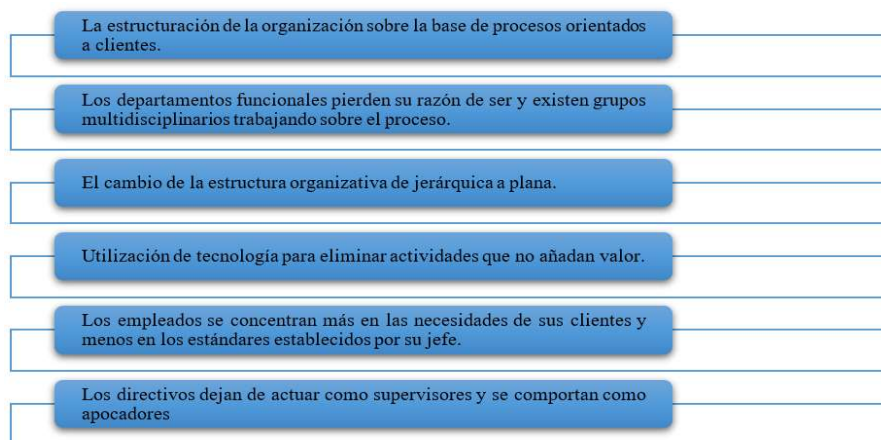 La estructuración de la organización sobre la base de procesos orientados
a clientes.
Los departamentos funcionales pierden su razón de ser y existen grupos
multidisciplinarios trabajando sobre el proceso.
El cambio de la estructura organizativa de jerárquica a plana.
Utilización de tecnología para eliminar actividades que no añadan valor.
Los empleados se concentran más en las necesidades de sus clientes y
menos en los estándares establecidos por su jefe.
Los directivos dejan de actuar como supervisores y se comportan como
apocadores